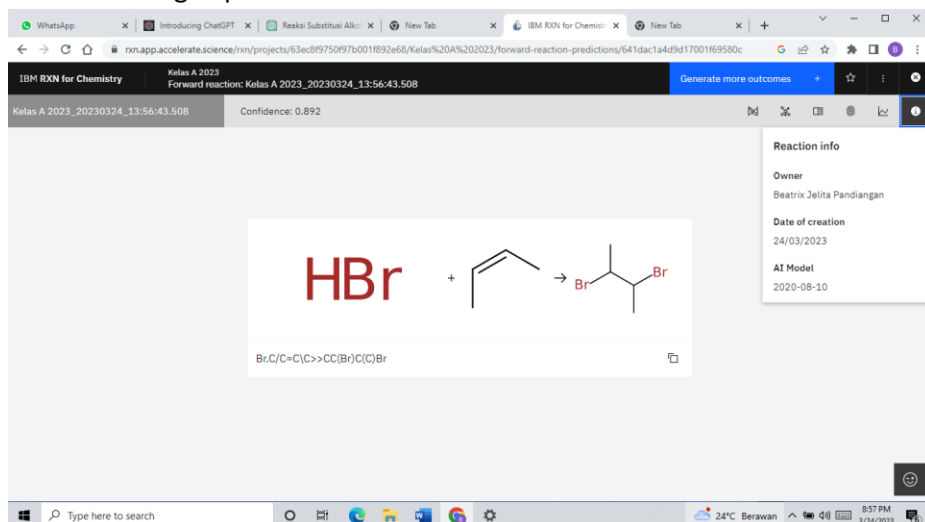 WhatsApp
Introducing ChatGPT
Reaksi Substitusi Alka
New Tab
IBM RXN for Chemistr
New Tab
rxn.app.accelerate.science/rxn/projects/63ec8f9750f97b001f892e68/Kelas%20A%202023/forward-reaction-predictions/641dac1a4d9d17001f69580c
B
IBM RXN for Chemistry
Kelas A 2023
Forward reaction: Kelas A 2023_20230324_13:56:43.508
Generate more outcomes +
Kelas A 2023_20230324_13:56:43.508
Confidence: 0.892
Reaction info
Owner
Beatrix Jelita Pandiangan
Date of creation
24/03/2023
AI Model
2020-08-10
HBr + → Br Br
Br.C/C=C\C>>CC(Br)C(C)Br
Type here to search
24°C Berawan
8:57 PM
3/24/2023